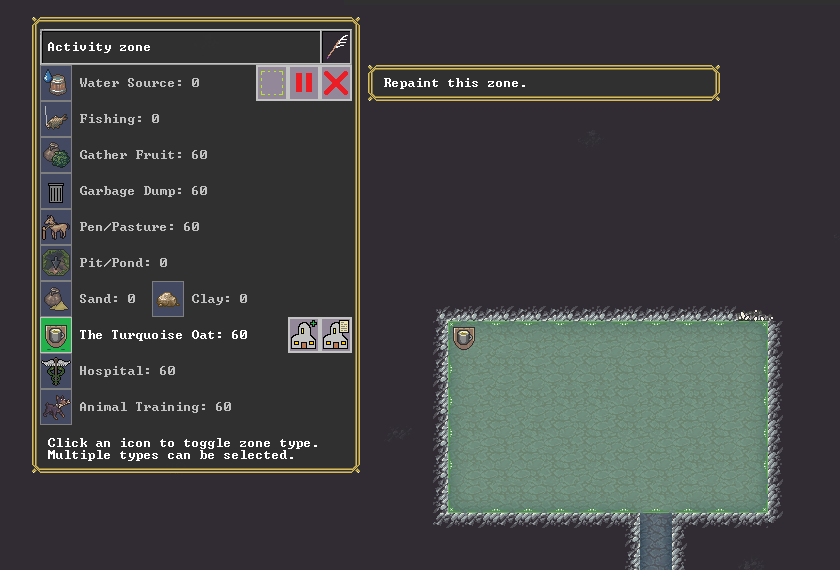 Activity zone
Water Source: 0
Repaint this zone.
Fishing: 0
Gather Fruit: 60
Garbage Dump: 60
Pen/Pasture: 60
Pit/Pond: 0
Sand: 0 Clay: 0
The Turquoise Oat: 60
Hospital: 60
Animal Training: 60
Click an icon to toggle zone type.
Multiple types can be selected.